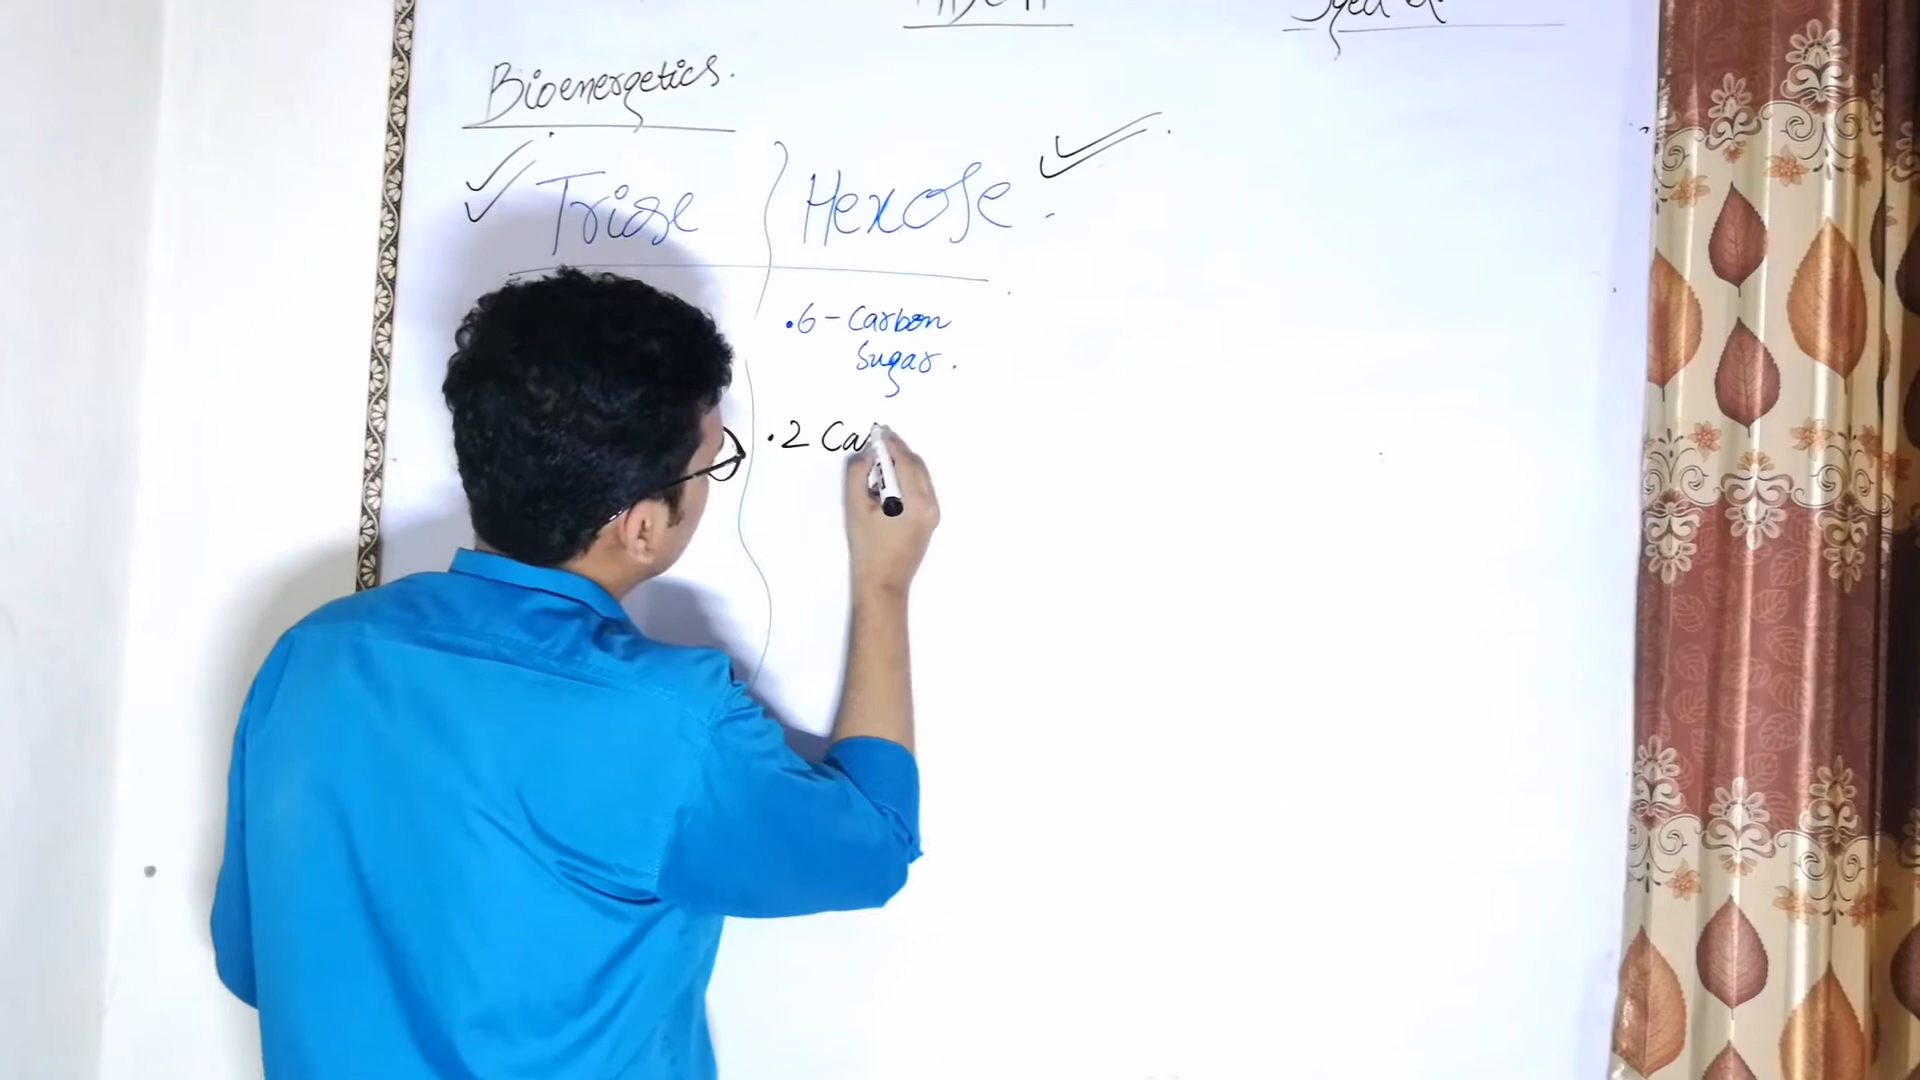 Bioenergetics.
Triose
Hexose.
.6-Carbon
Sugar.
.2 Ca